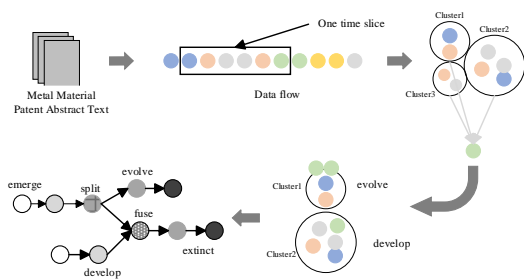 One time slice
Cluster1
Cluster2
Metal Material
Patent Abstract Text
Data flow
Cluster3
evolve
emerge
split
Cluster1
evolve
fuse
extinct
Cluster2
develop
develop